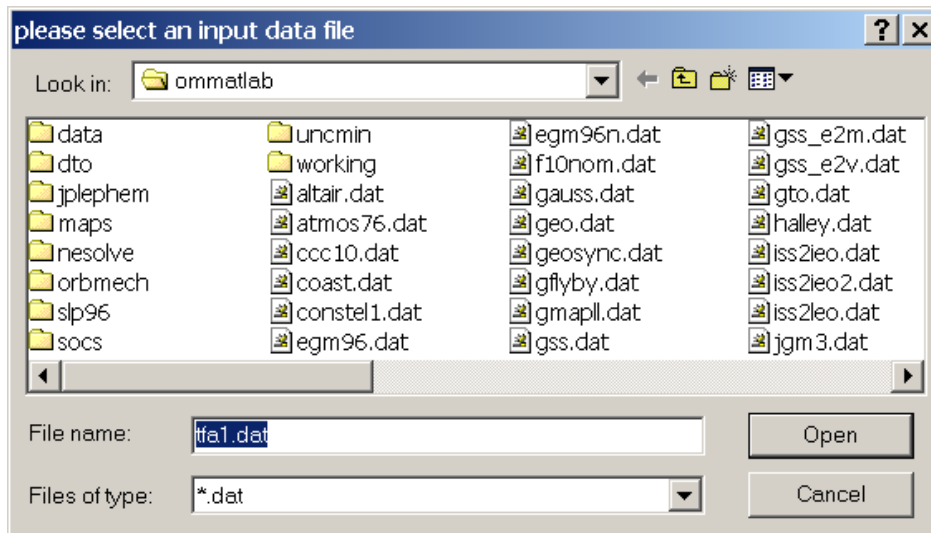 please select an input data file
Look in: ommatlab
data uncmin egm96n.dat gss_e2m.dat
dto working f10nom.dat gss_e2v.dat
jplephem altair.dat gauss.dat gto.dat
maps atmos76.dat geo.dat halley.dat
nesolve ccc10.dat geosync.dat iss2ieo.dat
orbmech coast.dat gflyby.dat iss2ieo2.dat
slp96 constel1.dat gmapll.dat iss2leo.dat
socs egm96.dat gss.dat jgm3.dat
File name: tfa1.dat Open
Files of type: *.dat Cancel